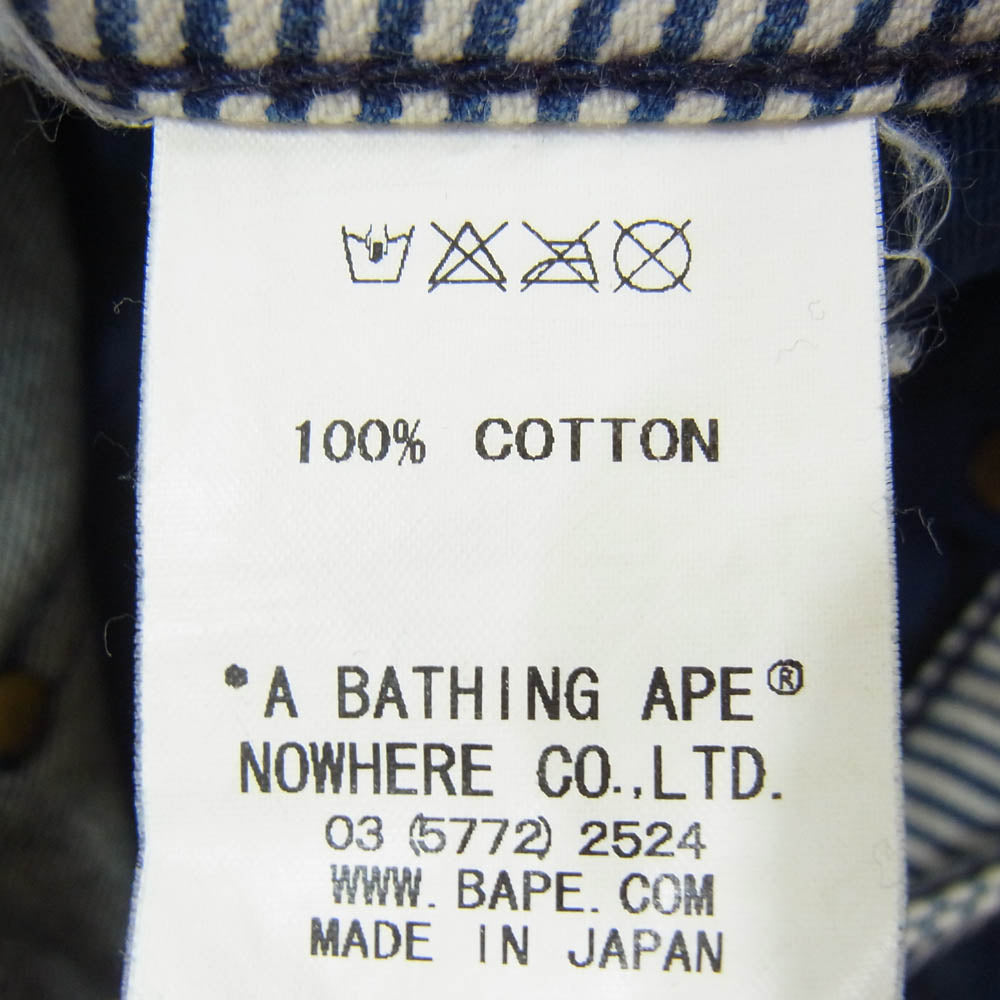 100% COTTON
"A BATHING APE®
NOWHERE CO.,LTD.
03 (5772) 2524
WWW. BAPE. COM
MADE IN JAPAN